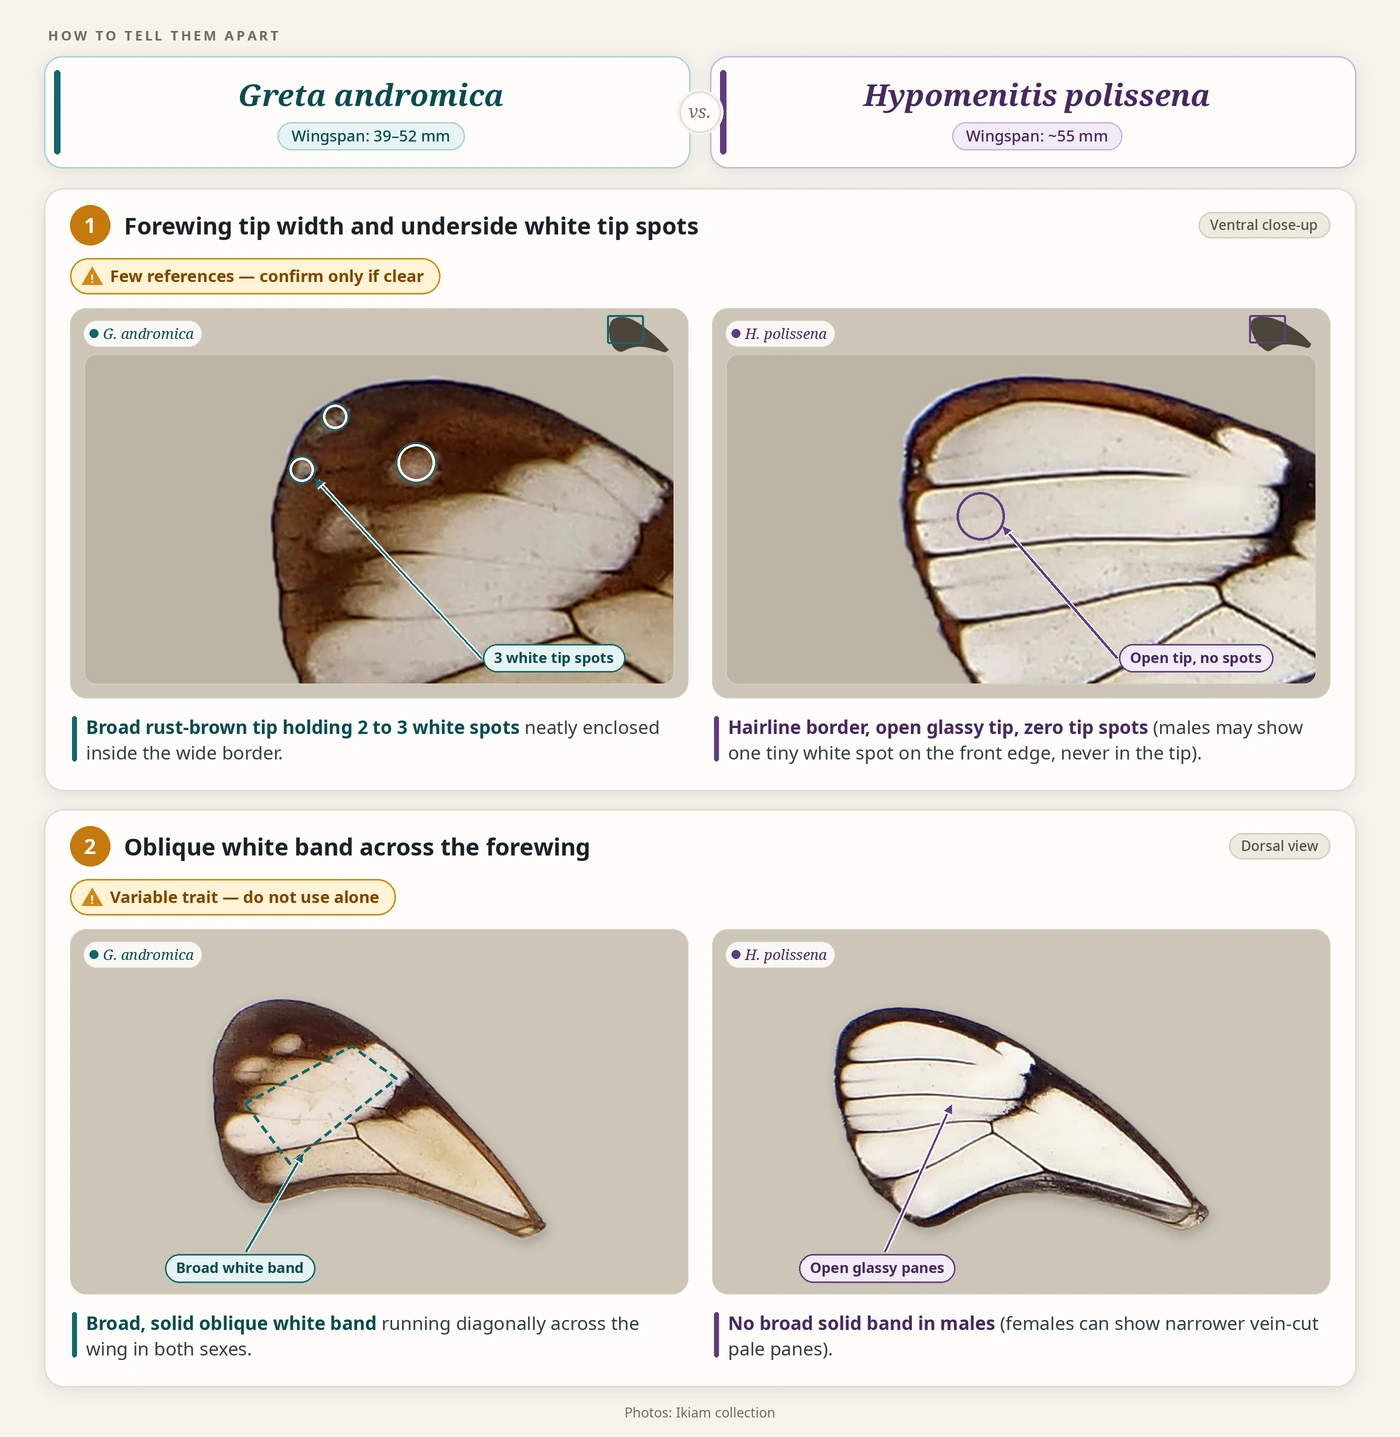 HOW TO TELL THEM APART
Greta andromica
Wingspan: 39–52 mm
vs.
Hypomenitis polissena
Wingspan: ~55 mm
1
Forewing tip width and underside white tip spots
Ventral close-up
Few references — confirm only if clear
G. andromica
3 white tip spots
H. polissena
Open tip, no spots
Broad rust-brown tip holding 2 to 3 white spots neatly enclosed
inside the wide border.
Hairline border, open glassy tip, zero tip spots (males may show
one tiny white spot on the front edge, never in the tip).
2
Oblique white band across the forewing
Dorsal view
Variable trait — do not use alone
G. andromica
Broad white band
H. polissena
Open glassy panes
Broad, solid oblique white band running diagonally across the
wing in both sexes.
No broad solid band in males (females can show narrower vein-cut
pale panes).
Photos: Ikiam collection